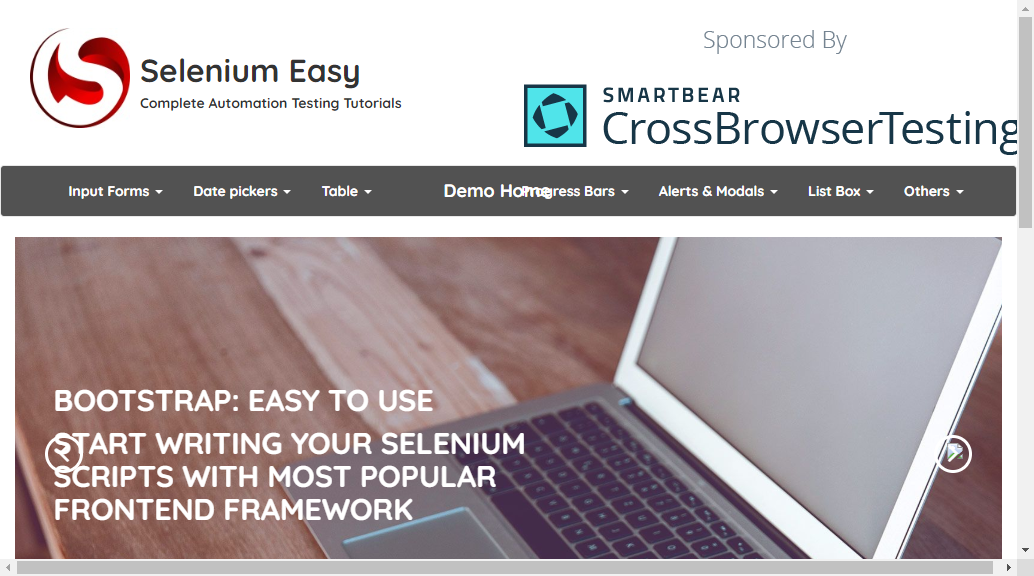 Sponsored By
Selenium Easy
Complete Automation Testing Tutorials
SMARTBEAR
CrossBrowserTesting
Input Forms Date pickers Table Demo Home Progress Bars Alerts & Modals List Box Others
BOOTSTRAP: EASY TO USE
START WRITING YOUR SELENIUM
SCRIPTS WITH MOST POPULAR
FRONTEND FRAMEWORK